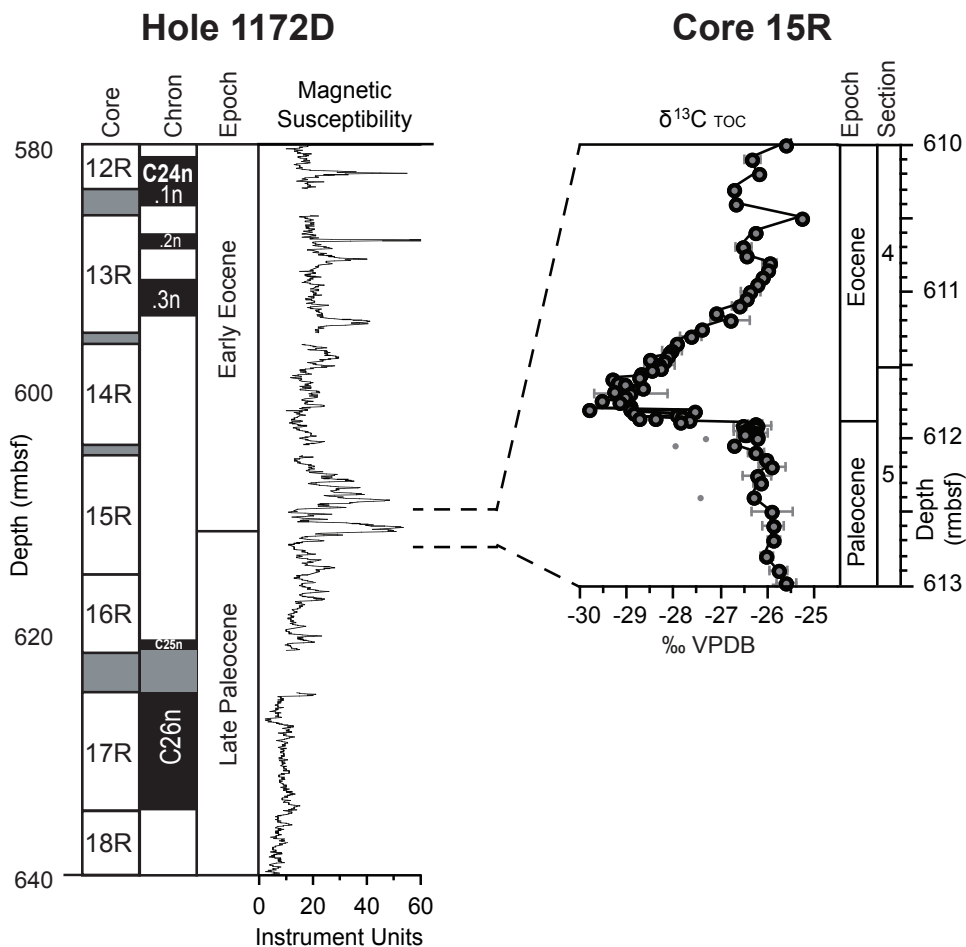 Hole 1172D
Core 15R
Core
Chron
Epoch
Magnetic
Susceptibility
δ13C TOC
Epoch
Section
580
600
620
640
Depth (rmbsf)
12R
13R
14R
15R
16R
17R
18R
C24n
.1n
.2n
.3n
C25n
C26n
Early Eocene
Late Paleocene
0 20 40 60
Instrument Units
Eocene
Paleocene
4
5
610
611
612
613
Depth
(rmbsf)
-30 -29 -28 -27 -26 -25
‰ VPDB